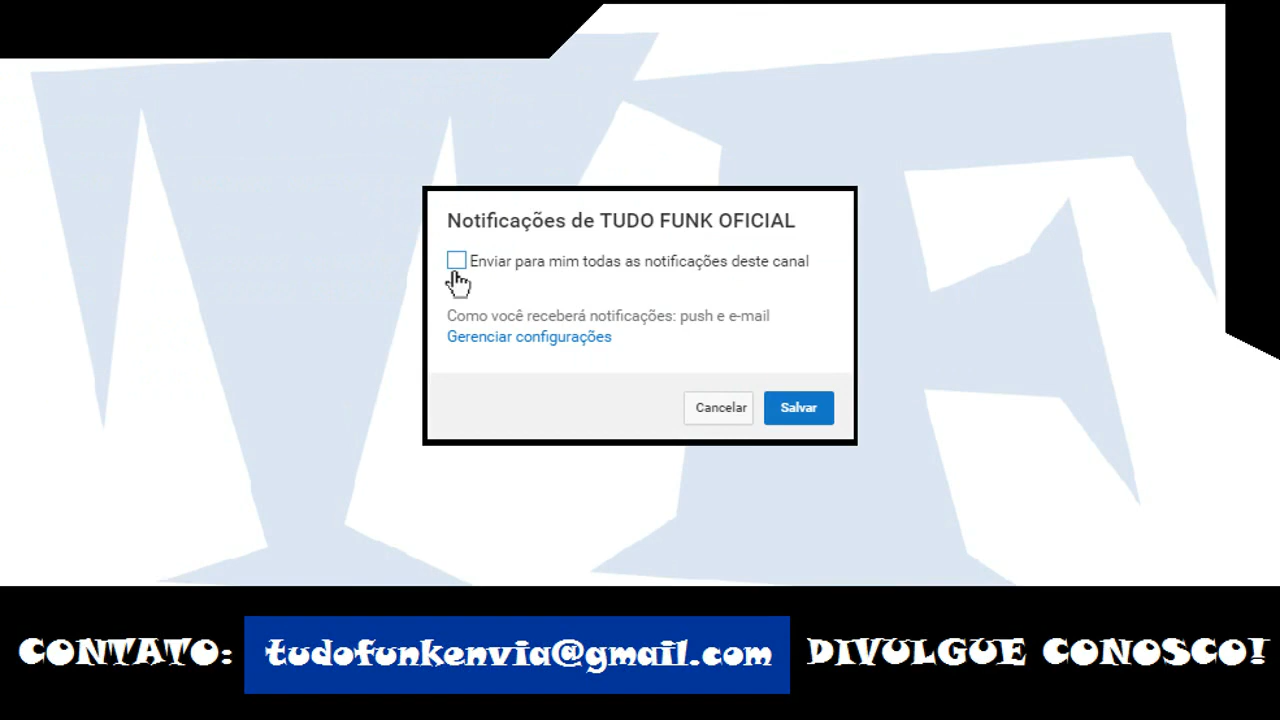 Notificações de TUDO FUNK OFICIAL
Enviar para mim todas as notificações deste canal
Como você receberá notificações: push e e-mail
Gerenciar configurações
Cancelar Salvar
CONTATO: tudofunkenvia@gmail.com DIVULGUE CONOSCO!